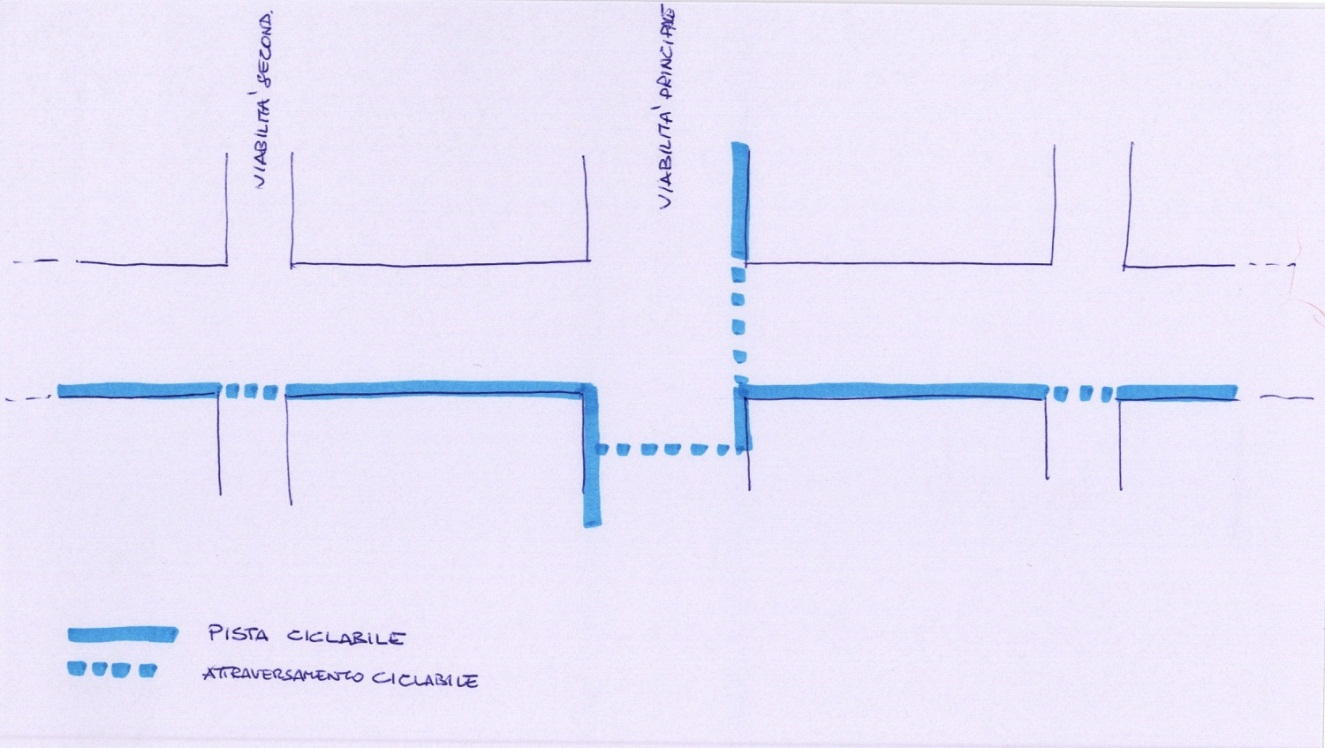 VIABILITA' SECOND.
VIABILITA' PRINCIPALE
PISTA CICLABILE
ATTRAVERSAMENTO CICLABILE